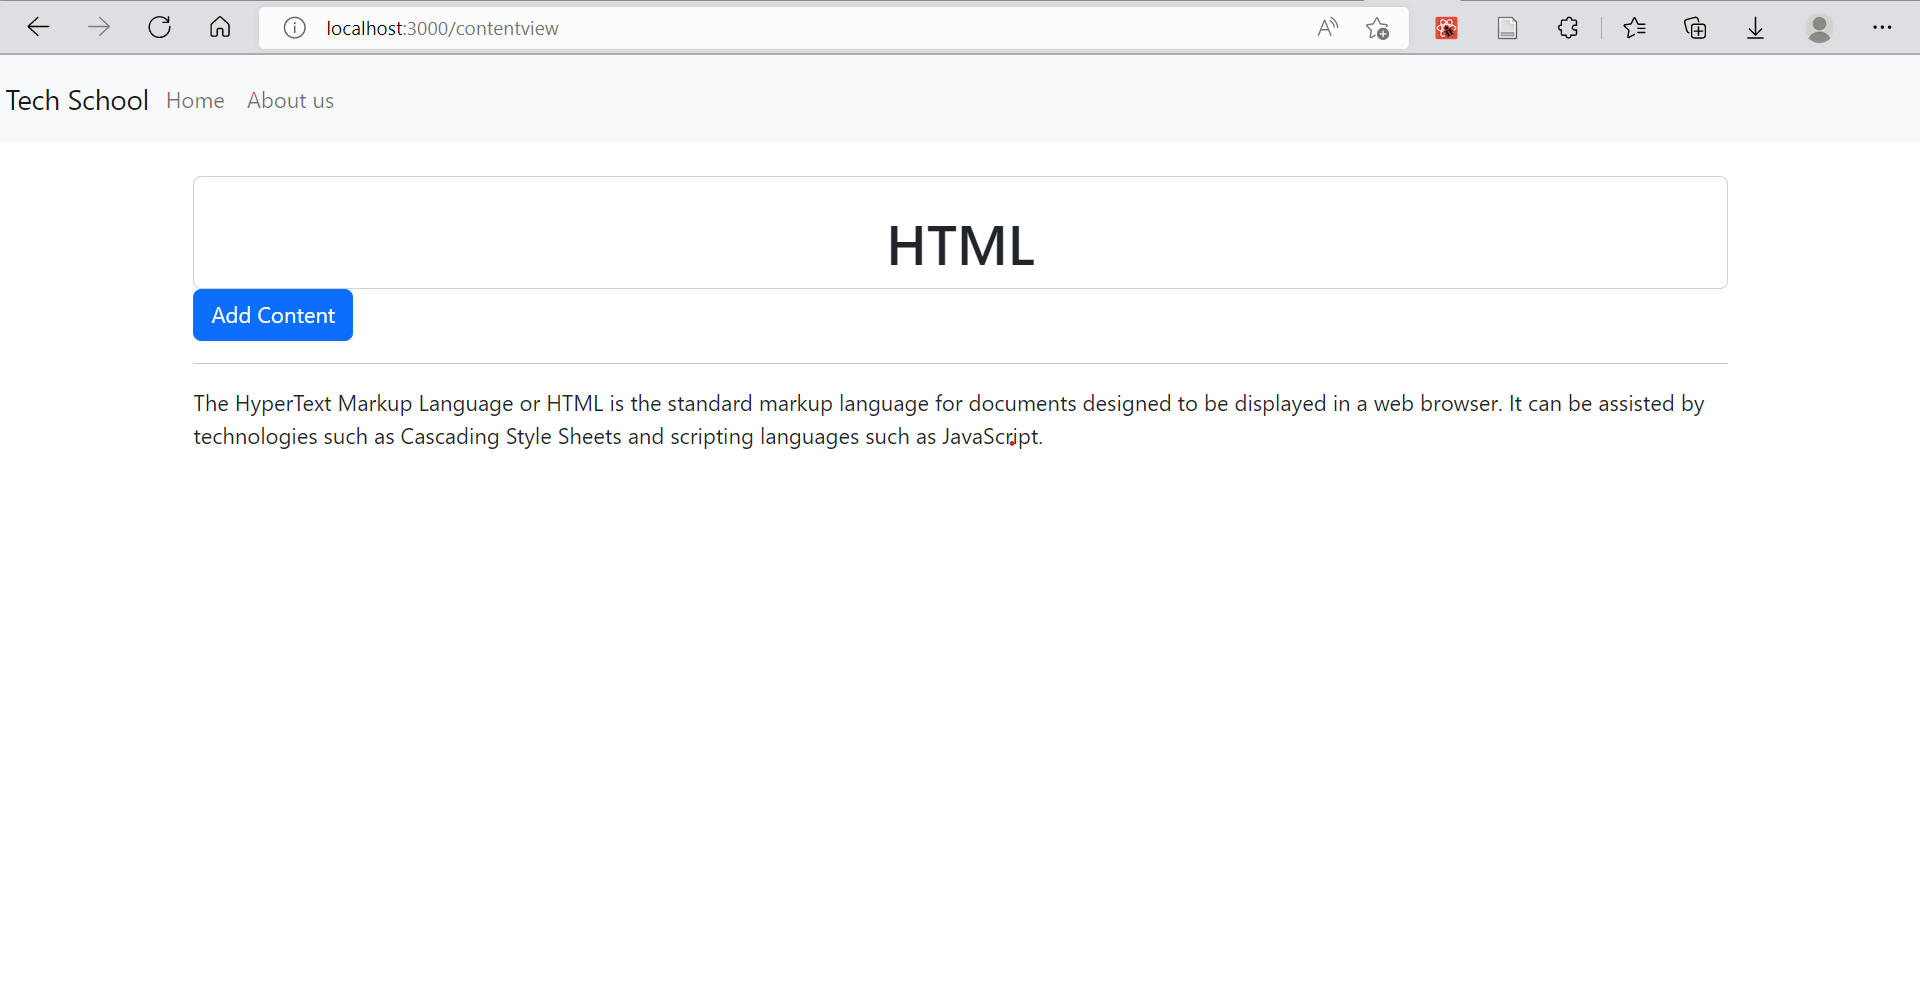 localhost:3000/contentview
Tech School Home About us
HTML
Add Content
The HyperText Markup Language or HTML is the standard markup language for documents designed to be displayed in a web browser. It can be assisted by
technologies such as Cascading Style Sheets and scripting languages such as JavaScript.